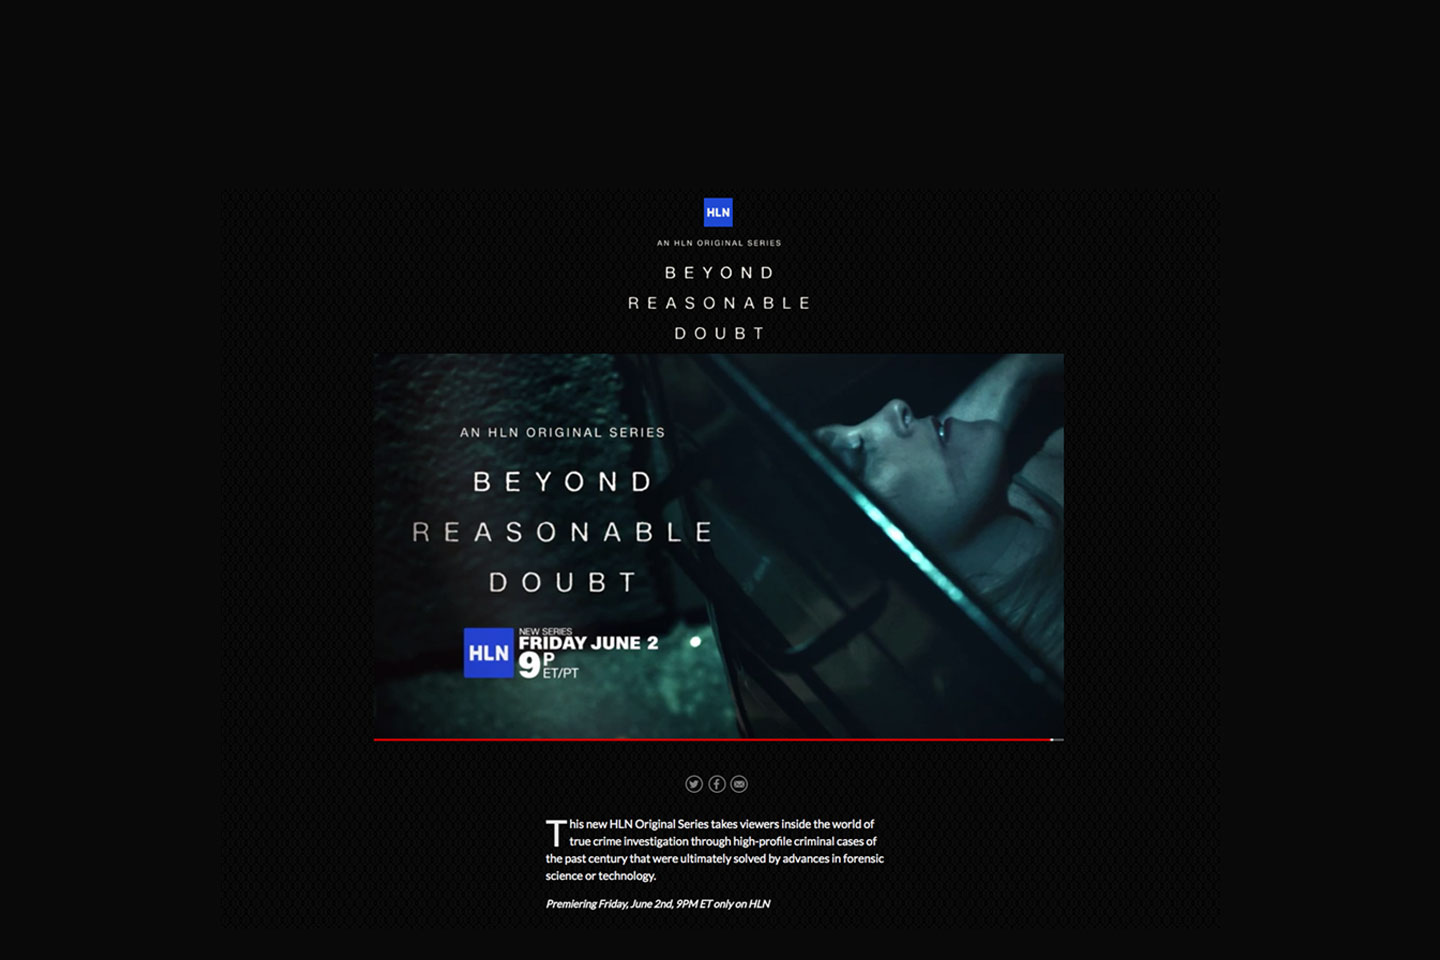 HLN
AN HLN ORIGINAL SERIES
BEYOND
REASONABLE
DOUBT
AN HLN ORIGINAL SERIES
BEYOND
REASONABLE
DOUBT
HLN
NEW SERIES
FRIDAY JUNE 2
9P
ET/PT
This new HLN Original Series takes viewers inside the world of
true crime investigation through high-profile criminal cases of
the past century that were ultimately solved by advances in forensic
science or technology.
Premiering Friday, June 2nd, 9PM ET only on HLN